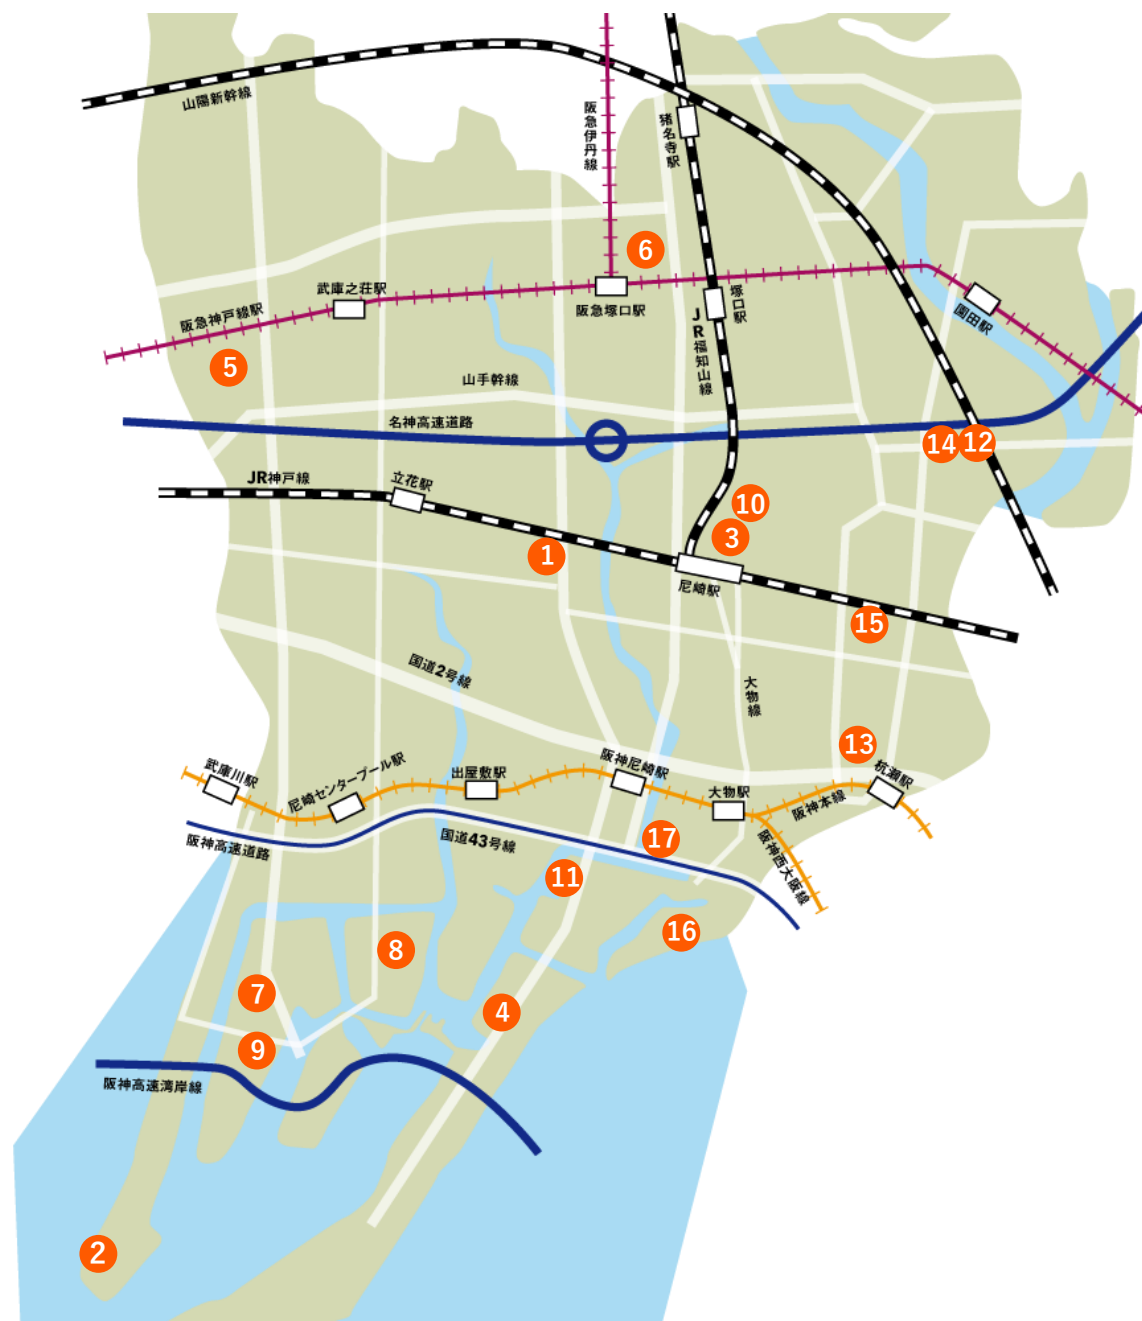 山陽新幹線
阪急伊丹線
猪名寺駅
6
武庫之荘駅
阪急塚口駅
塚口駅
園田駅
阪急神戸線駅
JR福知山線
5
山手幹線
名神高速道路
14
12
JR神戸線
立花駅
10
3
1
尼崎駅
15
国道2号線
大物線
13
武庫川駅
尼崎センタープール駅
出屋敷駅
阪神尼崎駅
大物駅
杭瀬駅
阪神本線
阪神高速道路
国道43号線
17
阪神西大阪線
11
16
8
7
4
9
阪神高速湾岸線
2